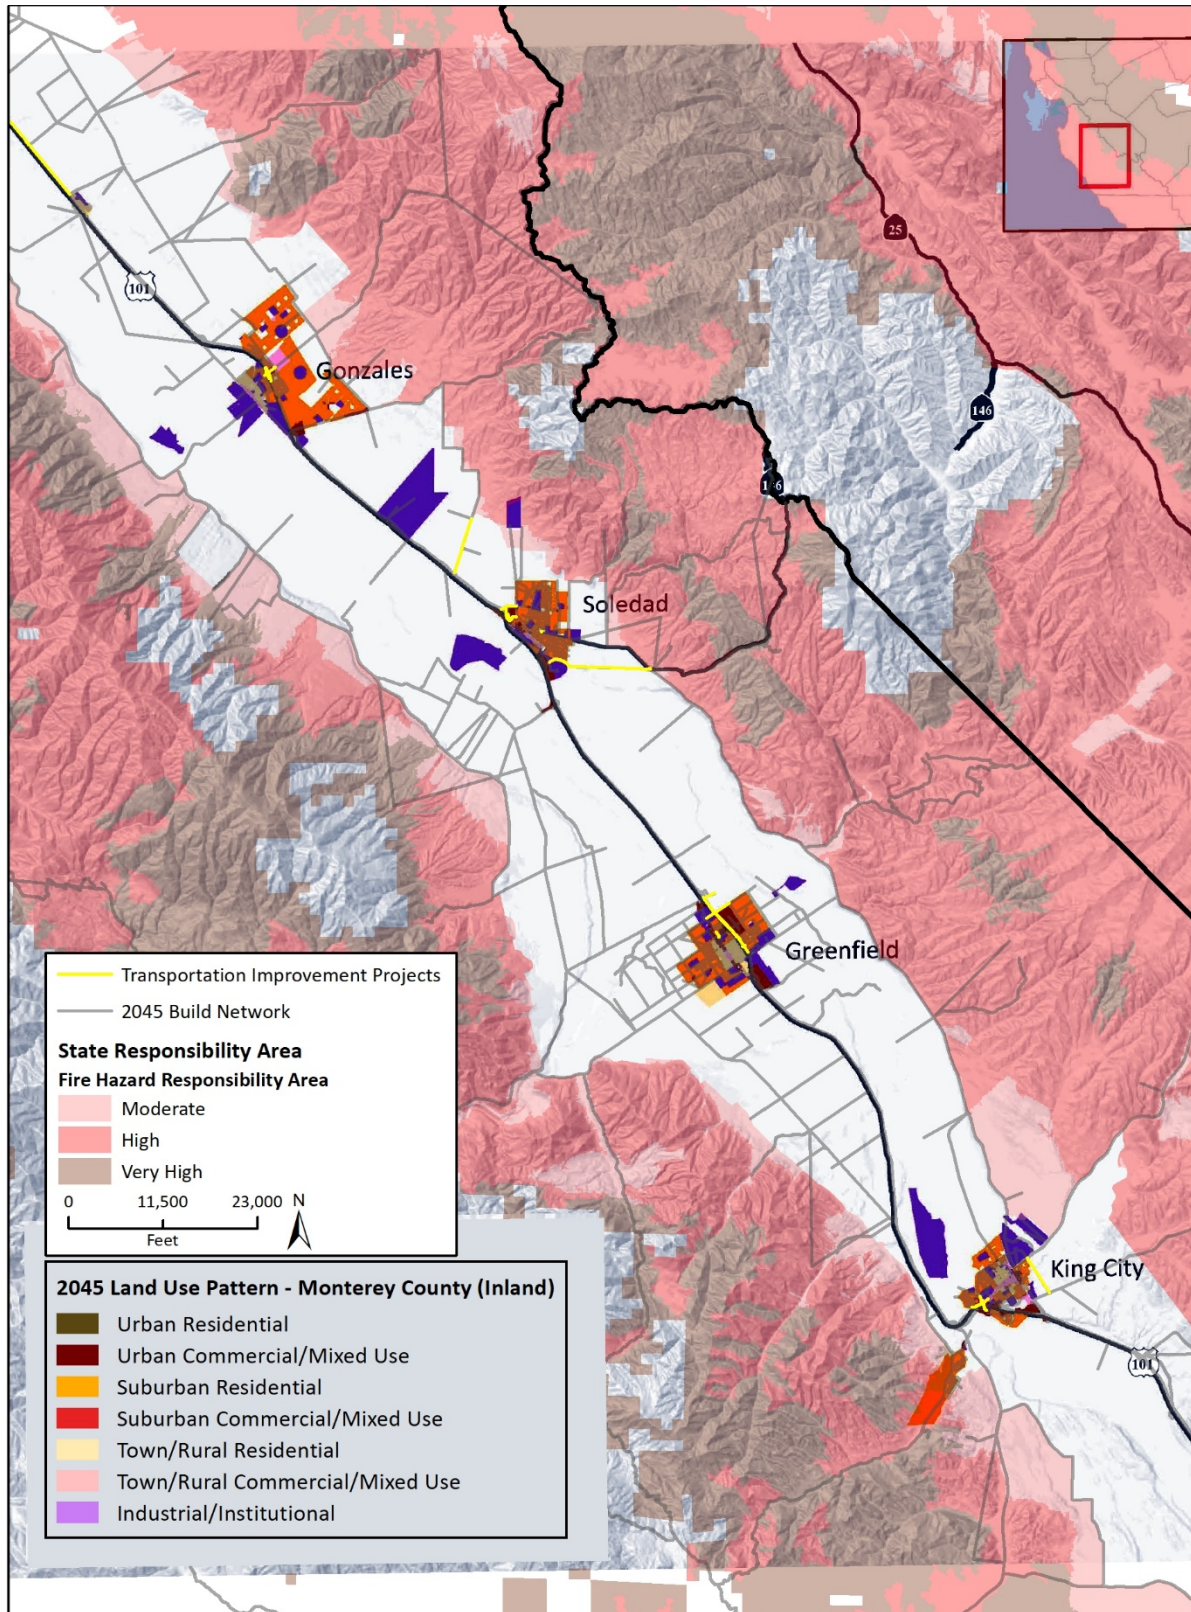 25
101
146
Gonzales
146
Soledad
Greenfield
King City
101
Transportation Improvement Projects
2045 Build Network
State Responsibility Area
Fire Hazard Responsibility Area
Moderate
High
Very High
0 11,500 23,000
Feet
N
2045 Land Use Pattern - Monterey County (Inland)
Urban Residential
Urban Commercial/Mixed Use
Suburban Residential
Suburban Commercial/Mixed Use
Town/Rural Residential
Town/Rural Commercial/Mixed Use
Industrial/Institutional